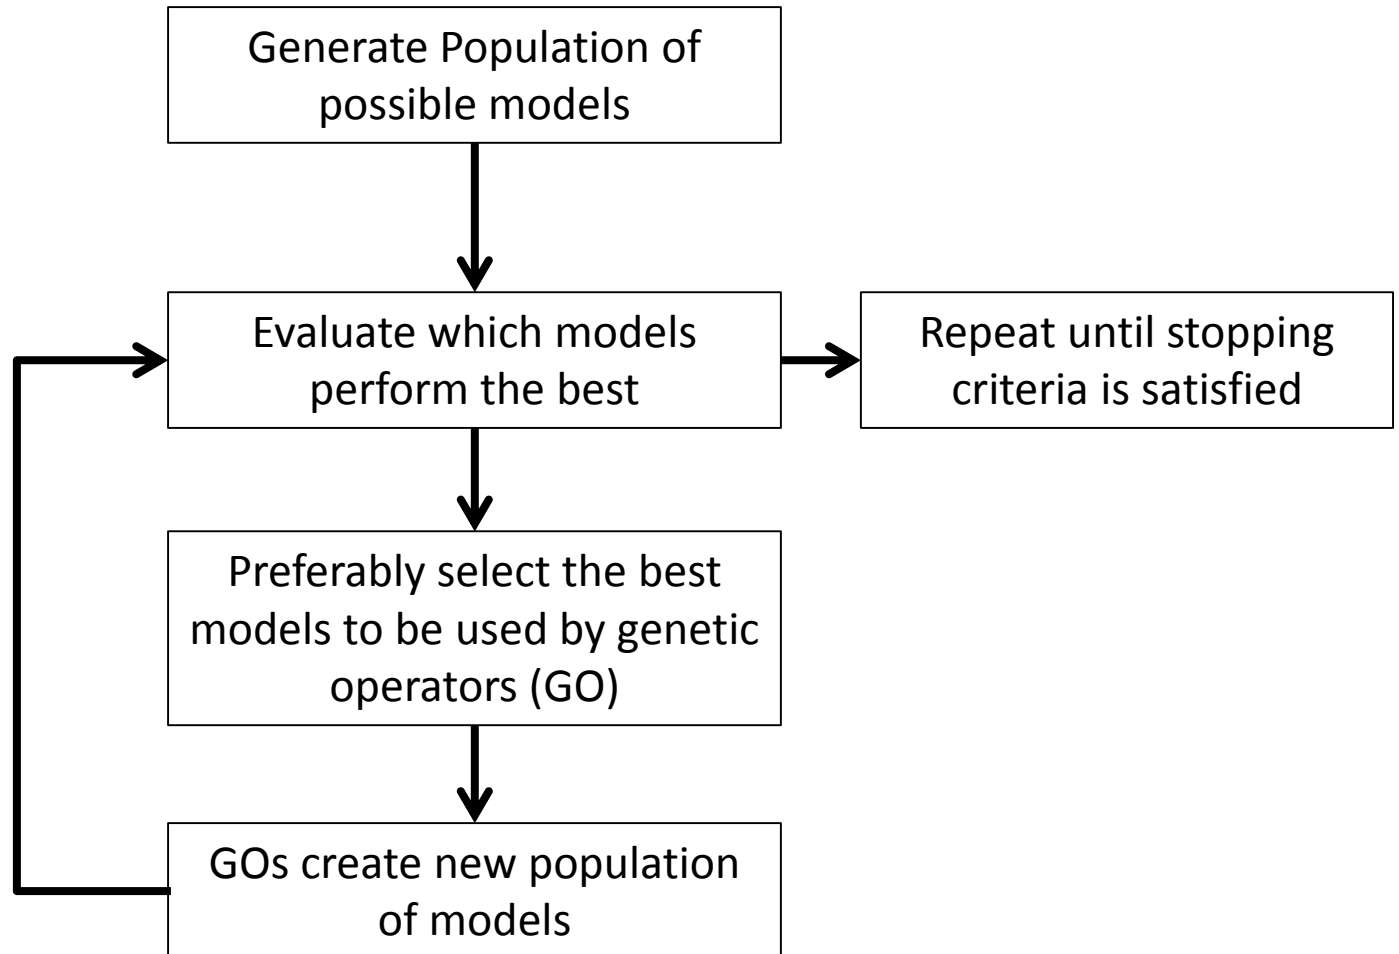 Generate Population of
possible models
Evaluate which models
perform the best
Repeat until stopping
criteria is satisfied
Preferably select the best
models to be used by genetic
operators (GO)
GOs create new population
of models